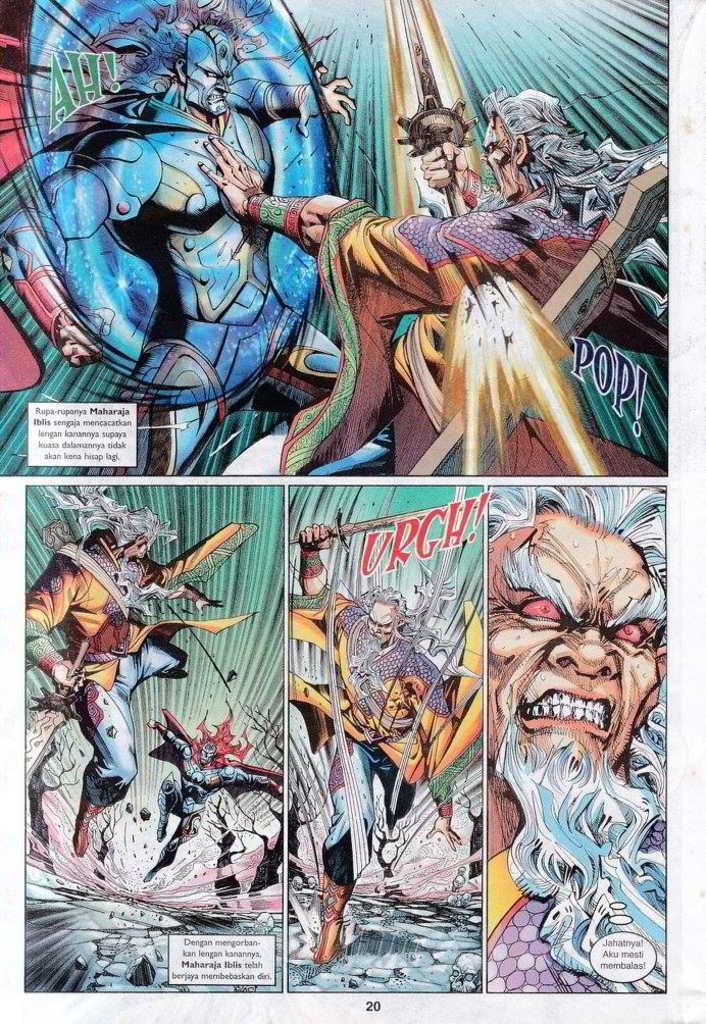 AH!
POP!
Rupa-rupanya Maharaja
Iblis sengaja mencacatkan
lengan kanannya supaya
kuasa dalamannya tidak
akan kena hisap lagi.
Dengan mengorban-
kan lengan kanannya,
Maharaja Iblis telah
berjaya membebaskan diri.
URGH!
Jahatnya!
Aku mesti
membalas!
20